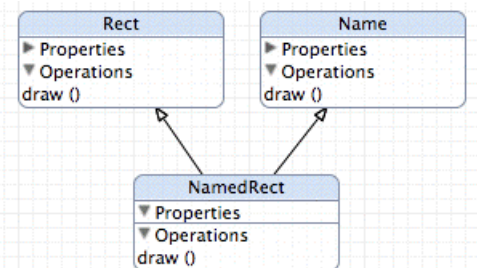 Rect
Properties
Operations
draw ()
Name
Properties
Operations
draw ()
NamedRect
Properties
Operations
draw ()